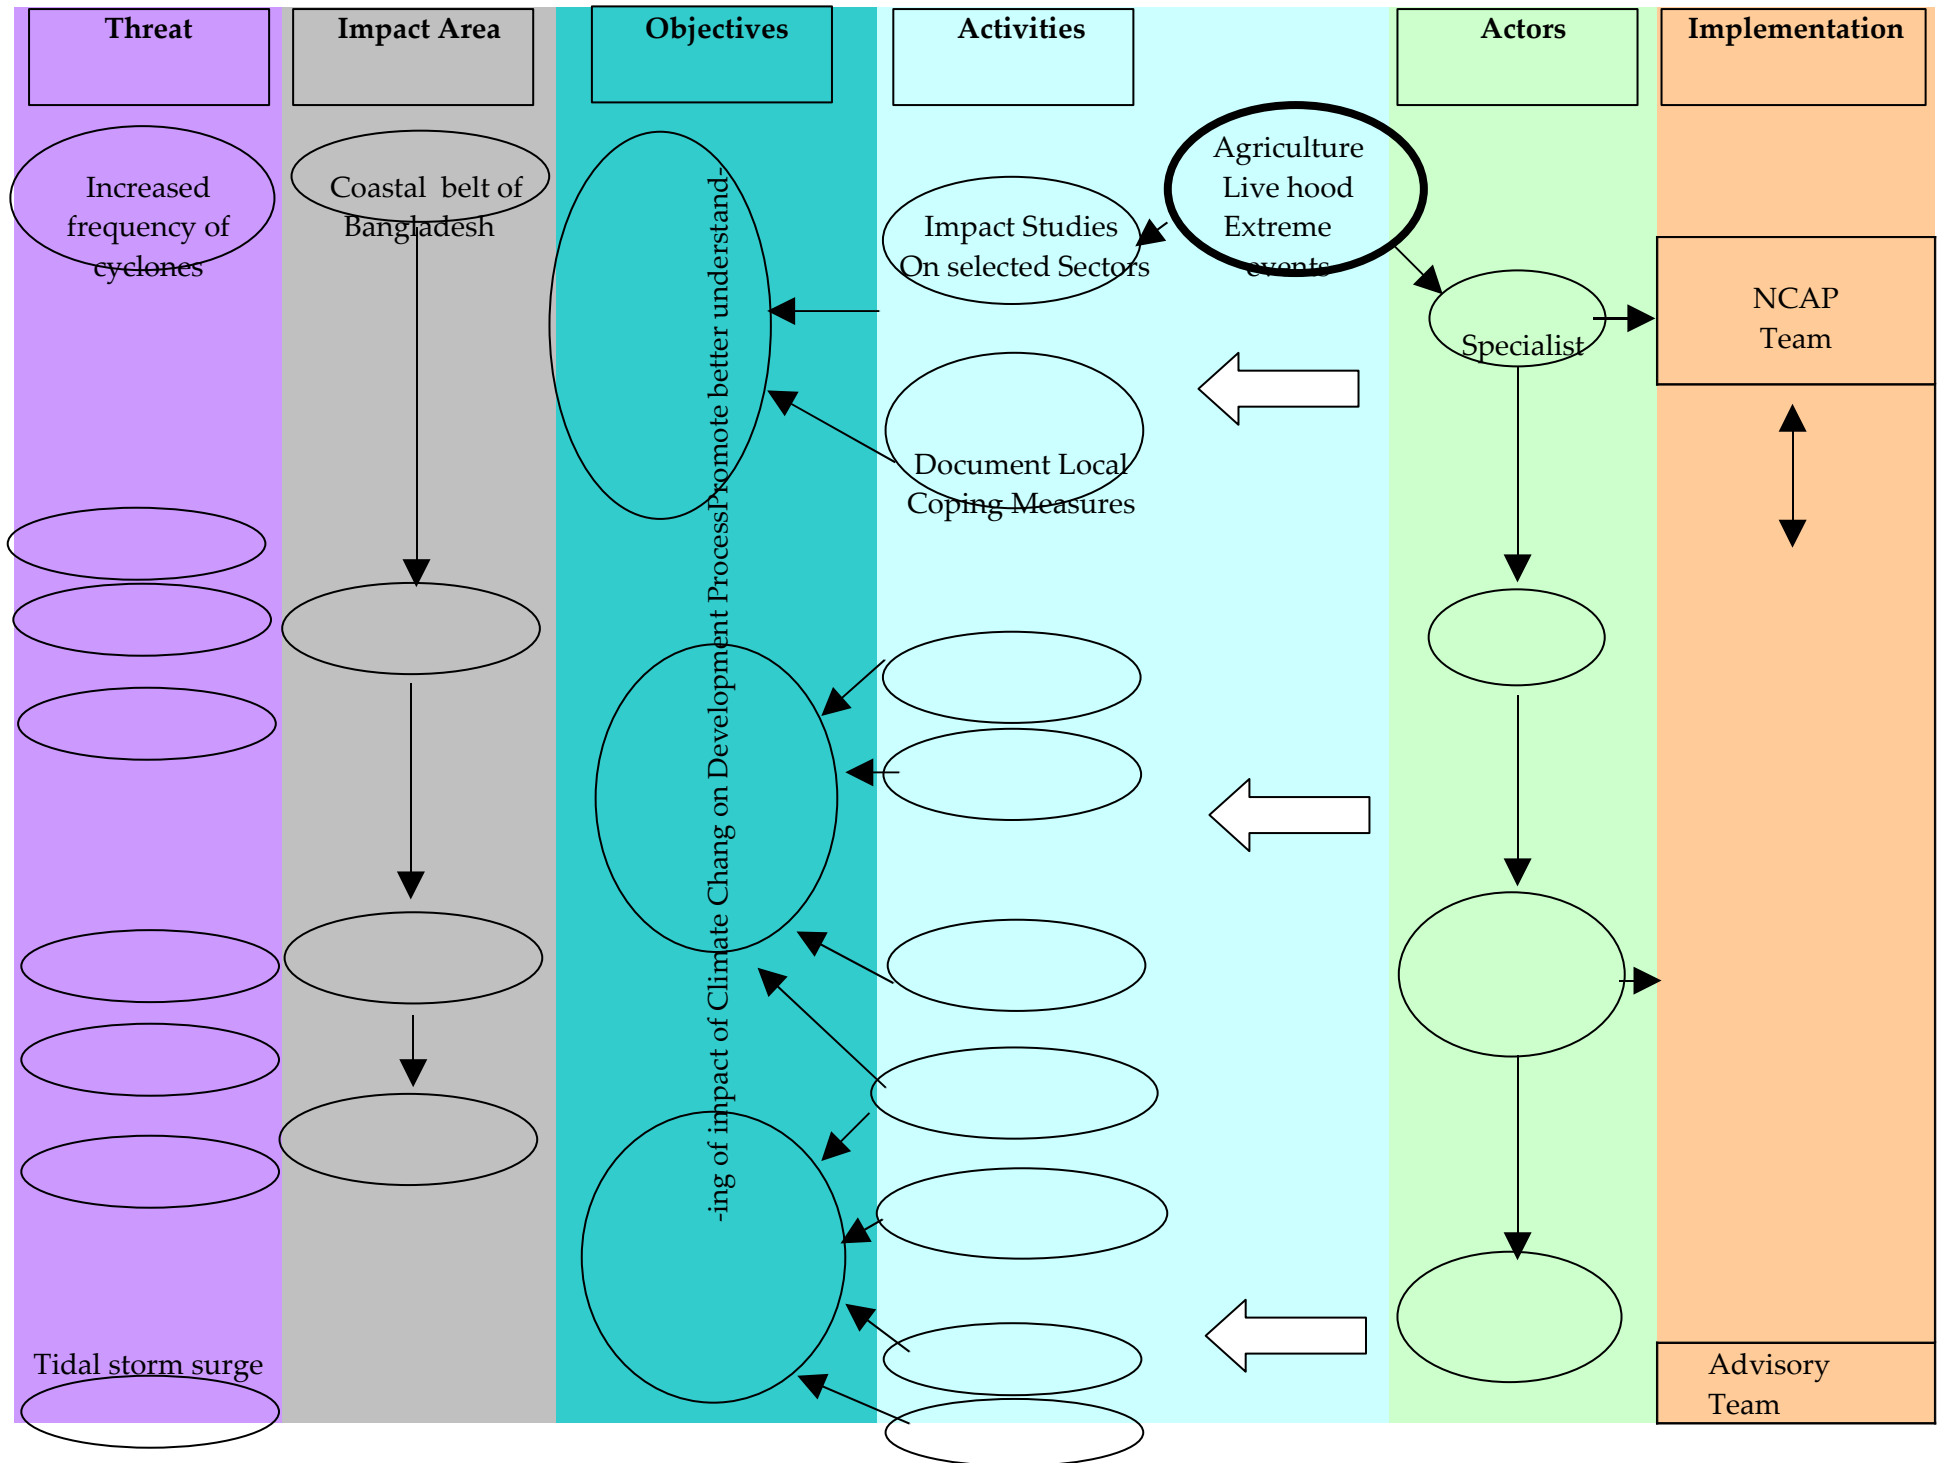 Threat
Impact Area
Objectives
Activities
Actors
Implementation
Increased
frequency of
cyclones
Coastal belt of
Bangladesh
Promote better understand-
-ing of impact of Climate Chang on Development Process
Impact Studies
On selected Sectors
Agriculture
Live hood
Extreme
events
Document Local
Coping Measures
Specialist
NCAP
Team
Tidal storm surge
Advisory
Team